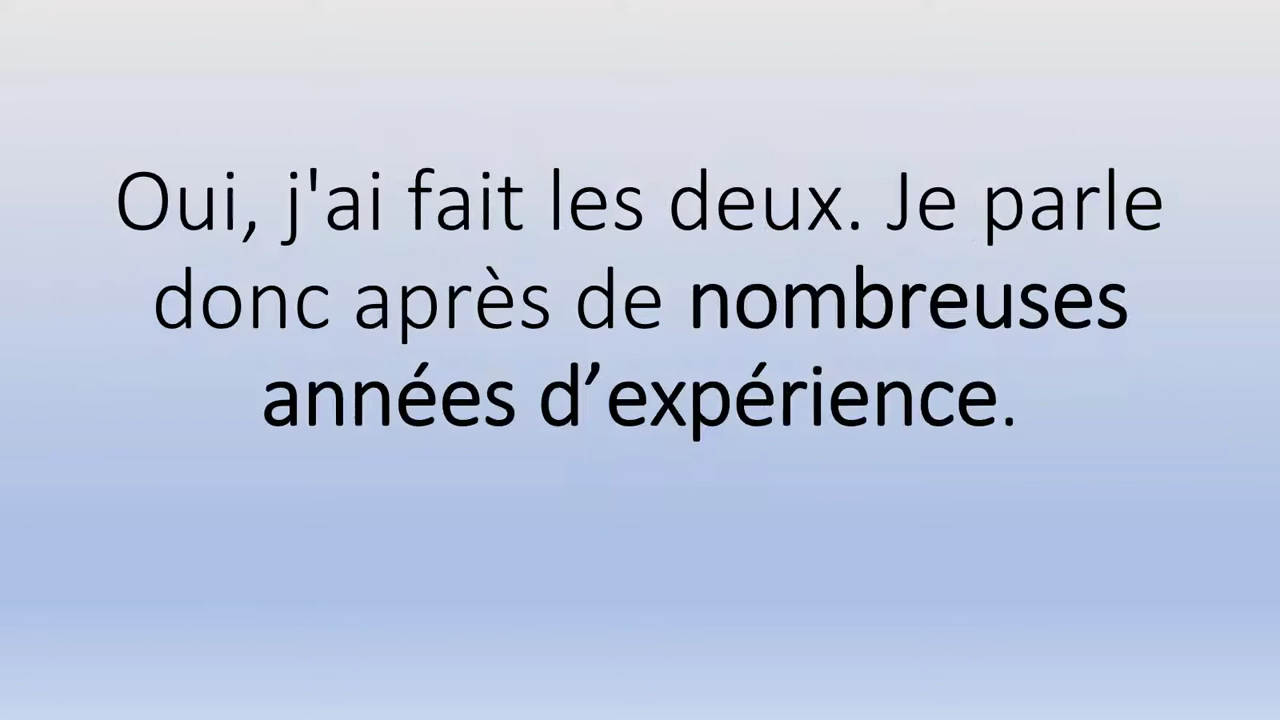 Oui, j'ai fait les deux. Je parle
donc après de nombreuses
années d’expérience.